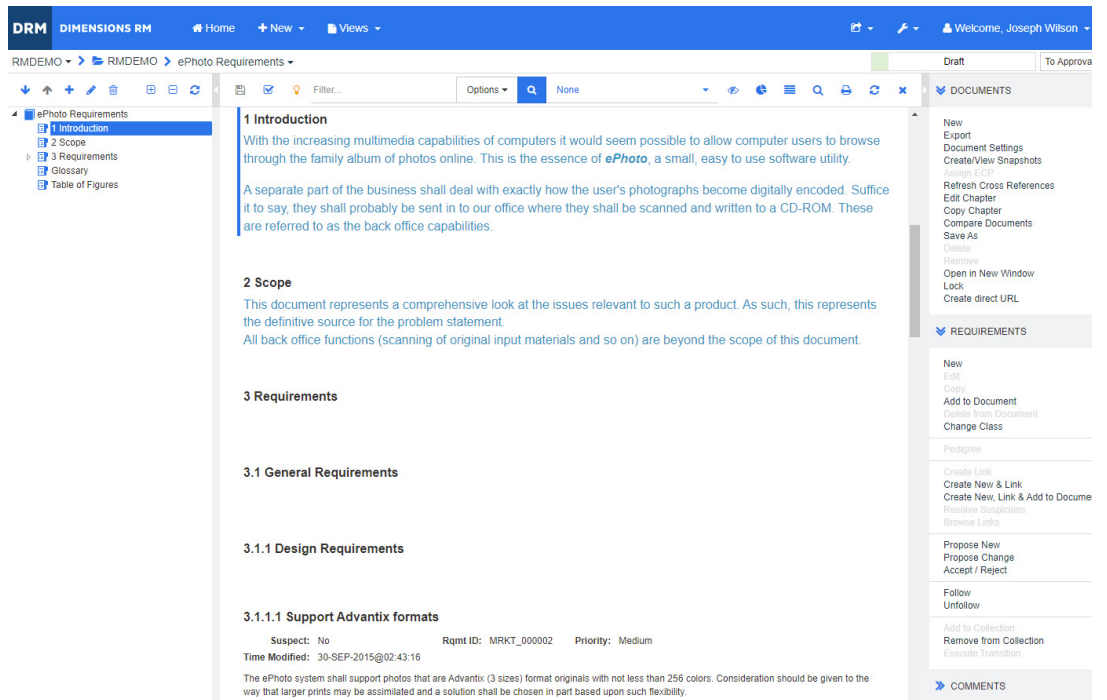 DRM DIMENSIONS RM Home New Views Welcome, Joseph Wilson
RMDEMO RMDEMO ePhoto Requirements Draft To Approva
Filter... Options None
ePhoto Requirements
1 Introduction
2 Scope
3 Requirements
Glossary
Table of Figures
1 Introduction
With the increasing multimedia capabilities of computers it would seem possible to allow computer users to browse
through the family album of photos online. This is the essence of ePhoto, a small, easy to use software utility.
A separate part of the business shall deal with exactly how the user's photographs become digitally encoded. Suffice
it to say, they shall probably be sent in to our office where they shall be scanned and written to a CD-ROM. These
are referred to as the back office capabilities.
2 Scope
This document represents a comprehensive look at the issues relevant to such a product. As such, this represents
the definitive source for the problem statement.
All back office functions (scanning of original input materials and so on) are beyond the scope of this document.
3 Requirements
3.1 General Requirements
3.1.1 Design Requirements
3.1.1.1 Support Advantix formats
Suspect: No Rqmt ID: MRKT_000002 Priority: Medium
Time Modified: 30-SEP-2015@02:43:16
The ePhoto system shall support photos that are Advantix (3 sizes) format originals with not less than 256 colors. Consideration should be given to the
way that larger prints may be assimilated and a solution shall be chosen in part based upon such flexibility.
DOCUMENTS
New
Export
Document Settings
Create/View Snapshots
Assign ECP
Refresh Cross References
Edit Chapter
Copy Chapter
Compare Documents
Save As
Delete
Remove
Open in New Window
Lock
Create direct URL
REQUIREMENTS
New
Edit
Copy
Add to Document
Delete from Document
Change Class
Pedigree
Create Link
Create New & Link
Create New, Link & Add to Docume
Resolve Suspicions
Browse Links
Propose New
Propose Change
Accept / Reject
Follow
Unfollow
Add to Collection
Remove from Collection
Execute Transition
COMMENTS